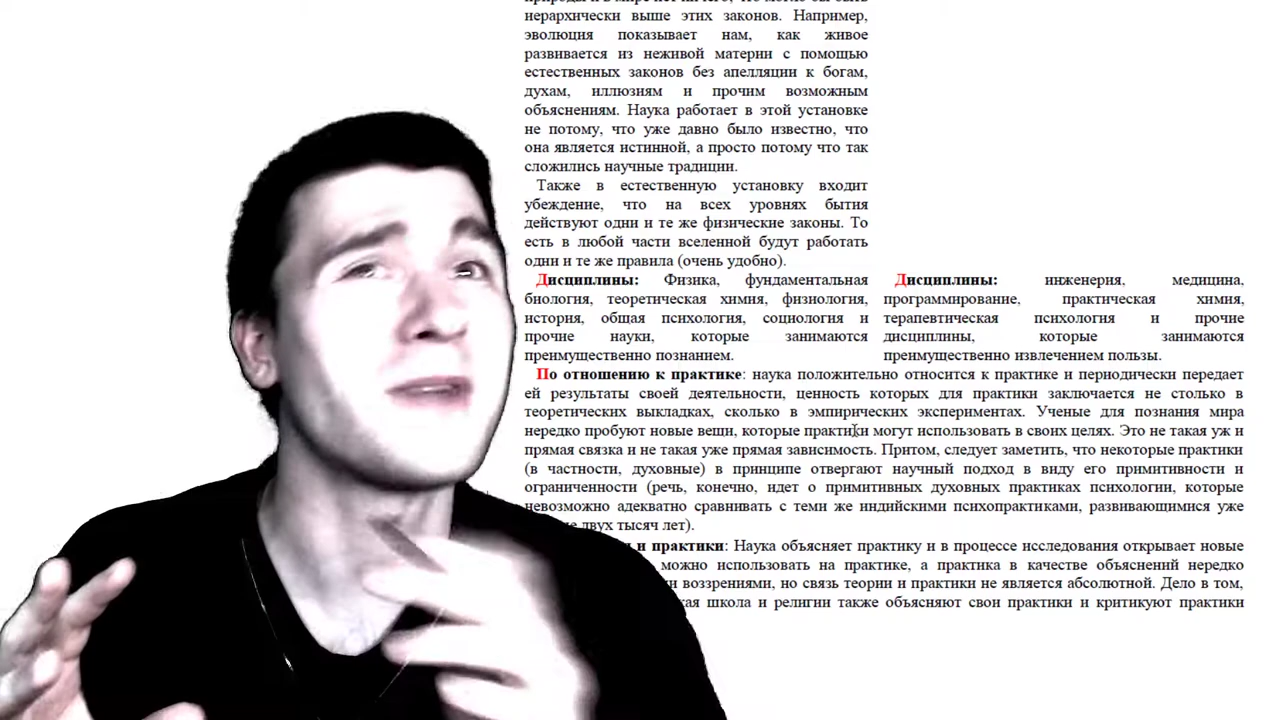 иерархически выше этих законов. Например,
эволюция показывает нам, как живое
развивается из неживой материи с помощью
естественных законов без апелляции к богам,
духам, иллюзиям и прочим возможным
объяснениям. Наука работает в этой установке
не потому, что уже давно было известно, что
она является истинной, а просто потому что так
сложились научные традиции.
Также в естественную установку входит
убеждение, что на всех уровнях бытия
действуют одни и те же физические законы. То
есть в любой части вселенной будут работать
одни и те же правила (очень удобно).
Дисциплины: Физика, фундаментальная
биология, теоретическая химия, физиология,
история, общая психология, социология и
прочие науки, которые занимаются
преимущественно познанием.
Дисциплины: инженерия, медицина,
программирование, практическая химия,
терапевтическая психология и прочие
дисциплины, которые занимаются
преимущественно извлечением пользы.
По отношению к практике: наука положительно относится к практике и периодически передает
ей результаты своей деятельности, ценность которых для практики заключается не столько в
теоретических выкладках, сколько в эмпирических экспериментах. Ученые для познания мира
нередко пробуют новые вещи, которые практики могут использовать в своих целях. Это не такая уж и
прямая связка и не такая уже прямая зависимость. Притом, следует заметить, что некоторые практики
(в частности, духовные) в принципе отвергают научный подход в виду его примитивности и
ограниченности (речь, конечно, идет о примитивных духовных практиках психологии, которые
невозможно адекватно сравнивать с теми же индийскими психопрактиками, развивающимися уже
двух тысяч лет).
и практики: Наука объясняет практику и в процессе исследования открывает новые
можно использовать на практике, а практика в качестве объяснений нередко
воззрениями, но связь теории и практики не является абсолютной. Дело в том,
школа и религии также объясняют свои практики и критикуют практики